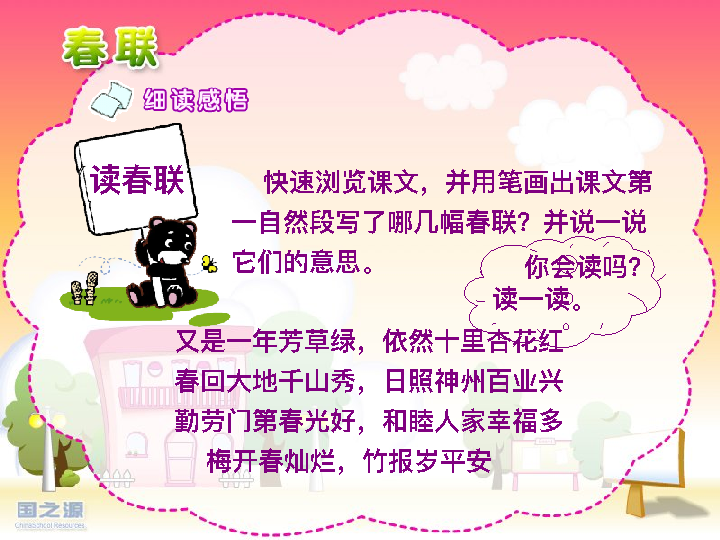 春联
细读感悟
读春联
快速浏览课文，并用笔画出课文第
一自然段写了哪几幅春联？并说一说
它们的意思。
你会读吗？
读一读。
又是一年芳草绿，依然十里杏花红
春回大地千山秀，日照神州百业兴
勤劳门第春光好，和睦人家幸福多
梅开春灿烂，竹报岁平安
国之源
ChinaSchool Resources